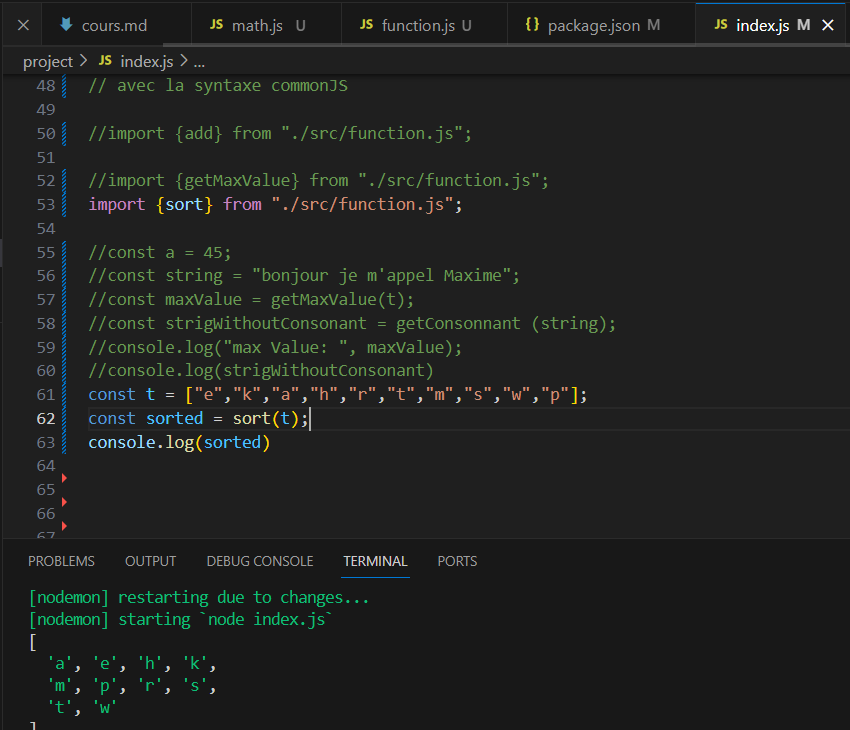 cours.md JS math.js U JS function.js U {} package.json M JS index.js M
project > JS index.js > ...
48 // avec la syntaxe commonJS
49
50 //import {add} from "./src/function.js";
51
52 //import {getMaxValue} from "./src/function.js";
53 import {sort} from "./src/function.js";
54
55 //const a = 45;
56 //const string = "bonjour je m'appel Maxime";
57 //const maxValue = getMaxValue(t);
58 //const strigWithoutConsonant = getConsonnant (string);
59 //console.log("max Value: ", maxValue);
60 //console.log(strigWithoutConsonant)
61 const t = ["e","k","a","h","r","t","m","s","w","p"];
62 const sorted = sort(t);
63 console.log(sorted)
64
65
66
67
PROBLEMS OUTPUT DEBUG CONSOLE TERMINAL PORTS
[nodemon] restarting due to changes...
[nodemon] starting `node index.js`
[
'a', 'e', 'h', 'k',
'm', 'p', 'r', 's',
't', 'w'
]